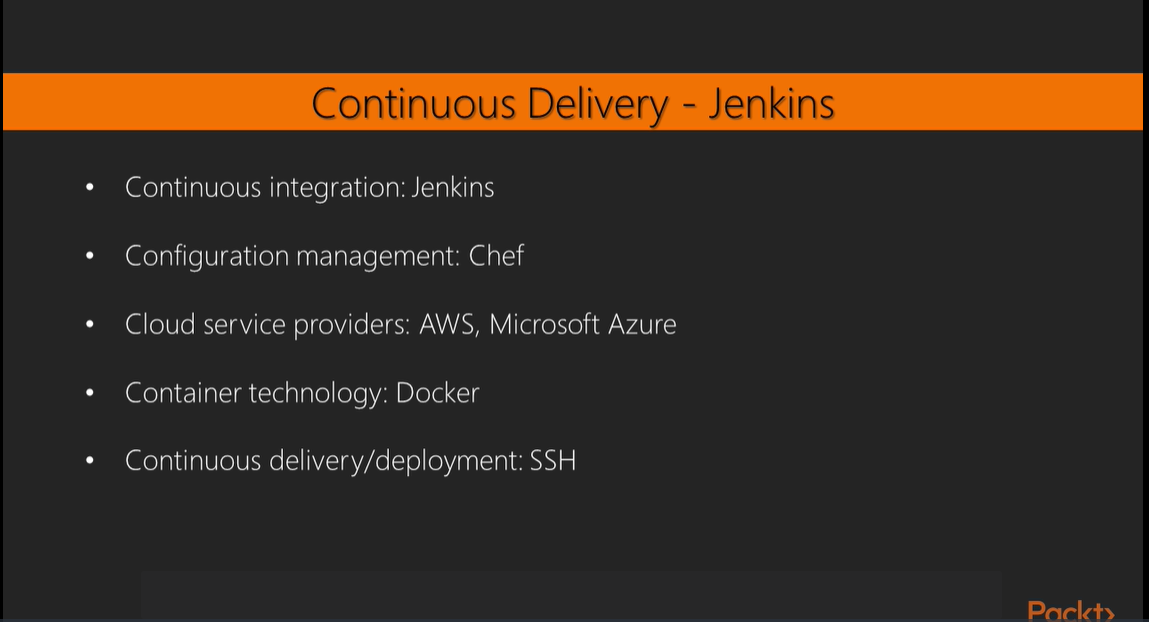 Continuous Delivery - Jenkins
• Continuous integration: Jenkins
• Configuration management: Chef
• Cloud service providers: AWS, Microsoft Azure
• Container technology: Docker
• Continuous delivery/deployment: SSH
Packt>